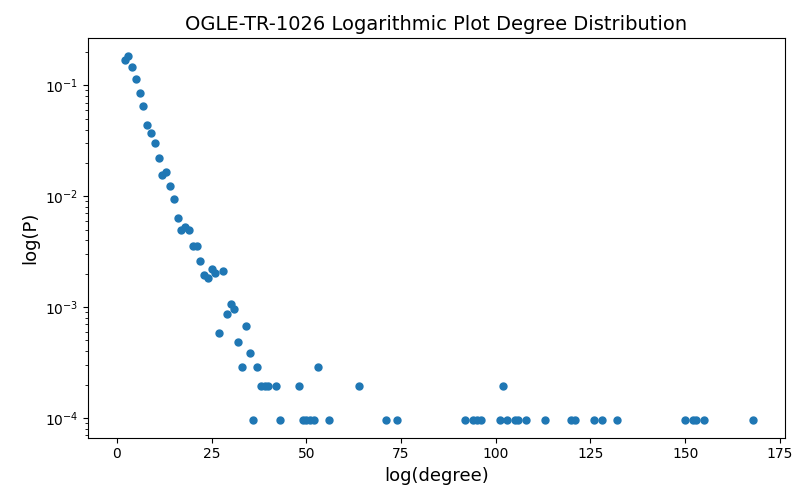 OGLE-TR-1026 Logarithmic Plot Degree Distribution
log(P)
10⁻¹
10⁻²
10⁻³
10⁻⁴
0 25 50 75 100 125 150 175
log(degree)